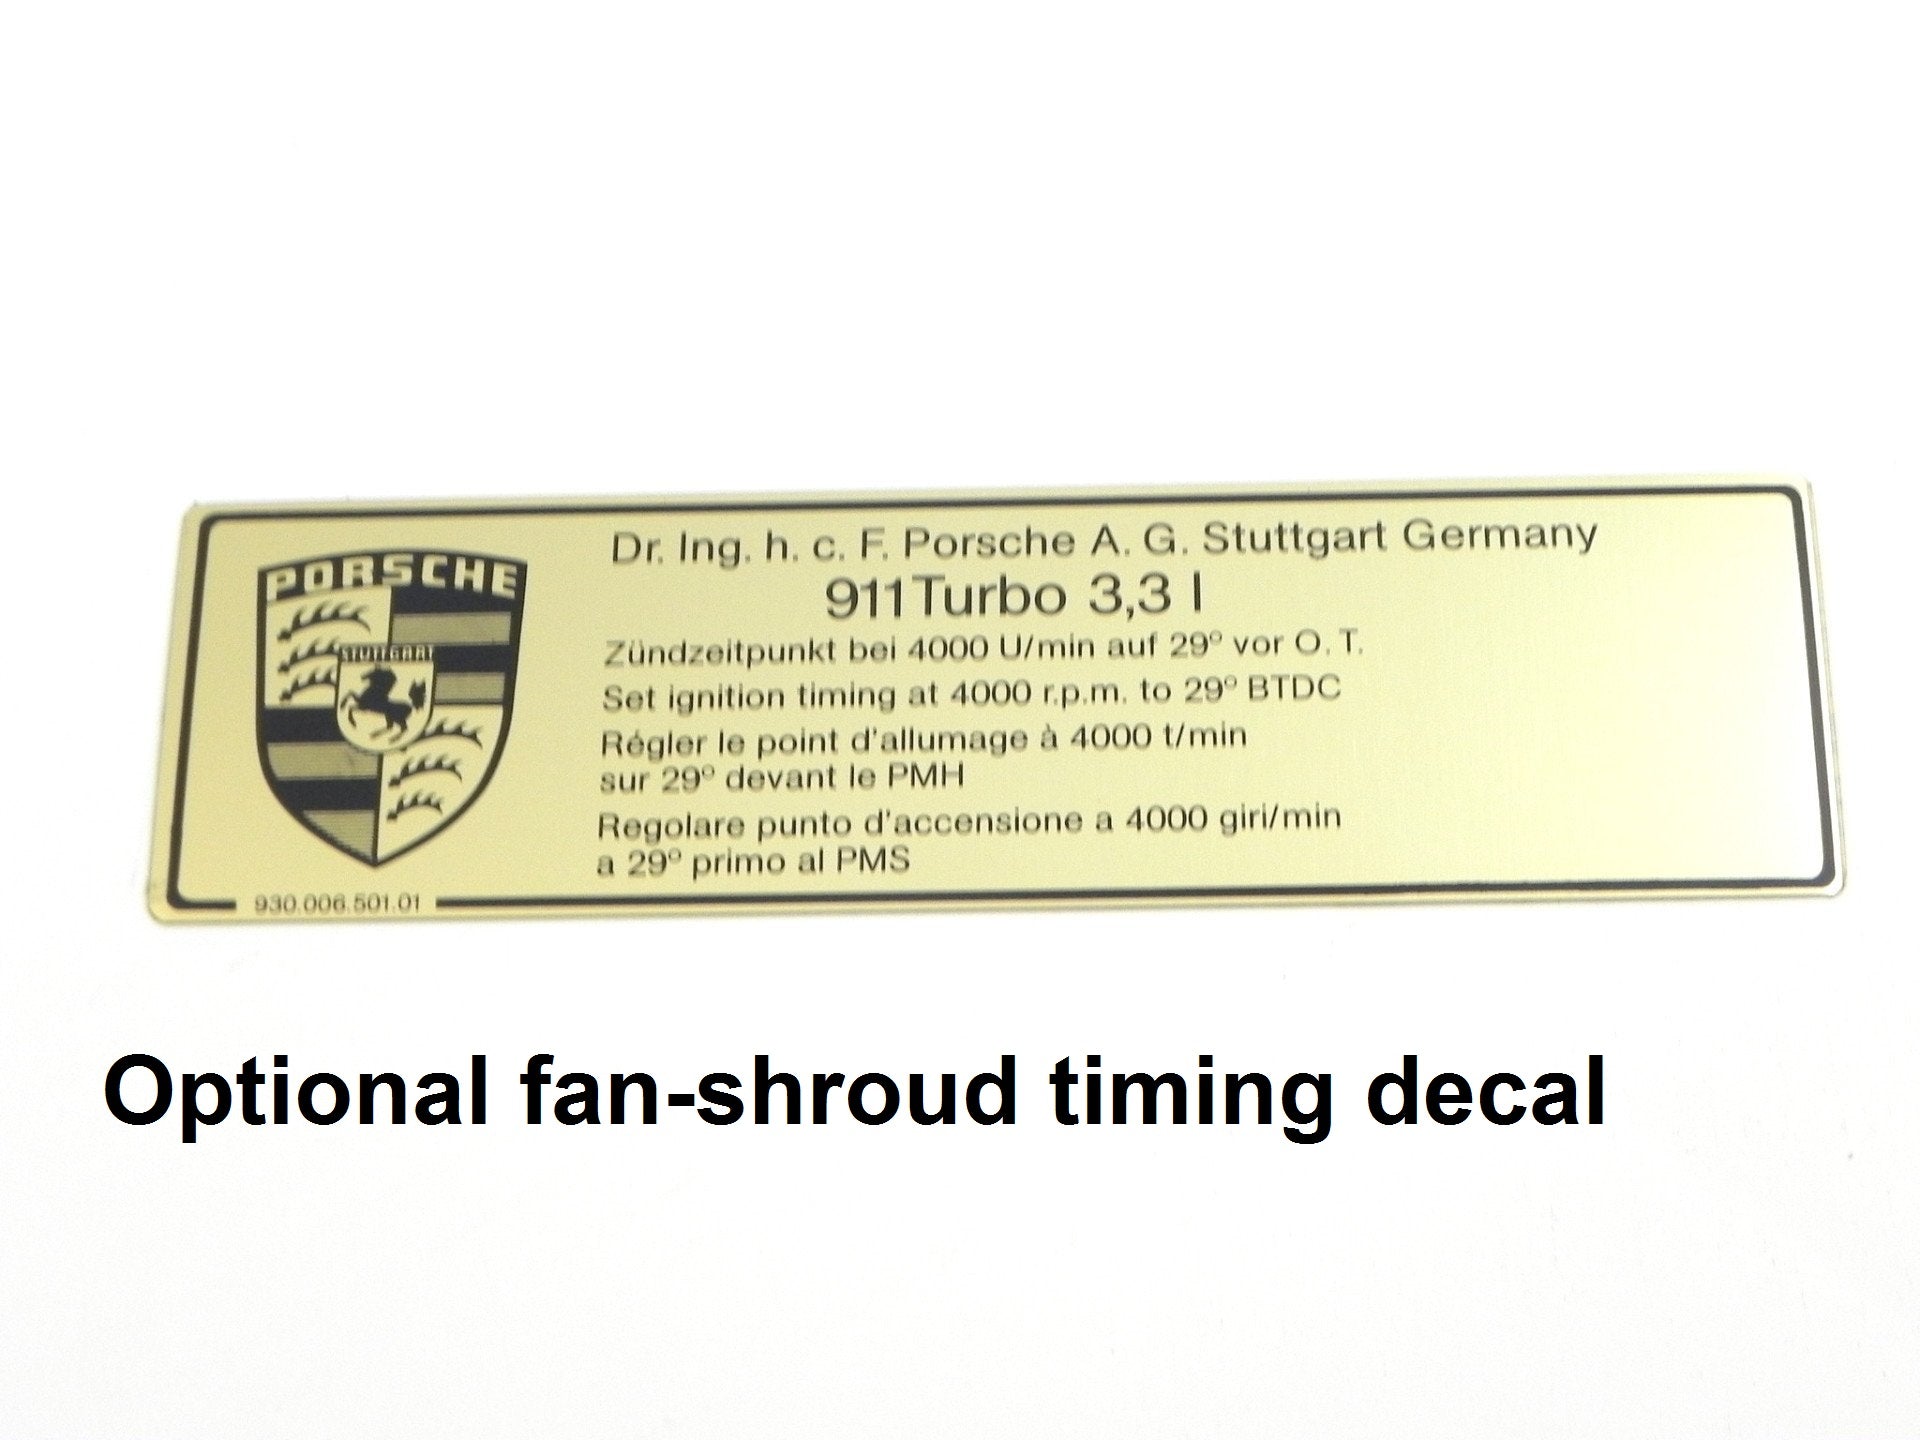 Dr. Ing. h. c. F. Porsche A. G. Stuttgart Germany
911 Turbo 3,3 l
PORSCHE
STUTTGART
Zündzeitpunkt bei 4000 U/min auf 29° vor O. T.
Set ignition timing at 4000 r.p.m. to 29° BTDC
Régler le point d'allumage à 4000 t/min
sur 29° devant le PMH
Regolare punto d'accensione a 4000 giri/min
a 29° primo al PMS
930.006.501.01
Optional fan-shroud timing decal